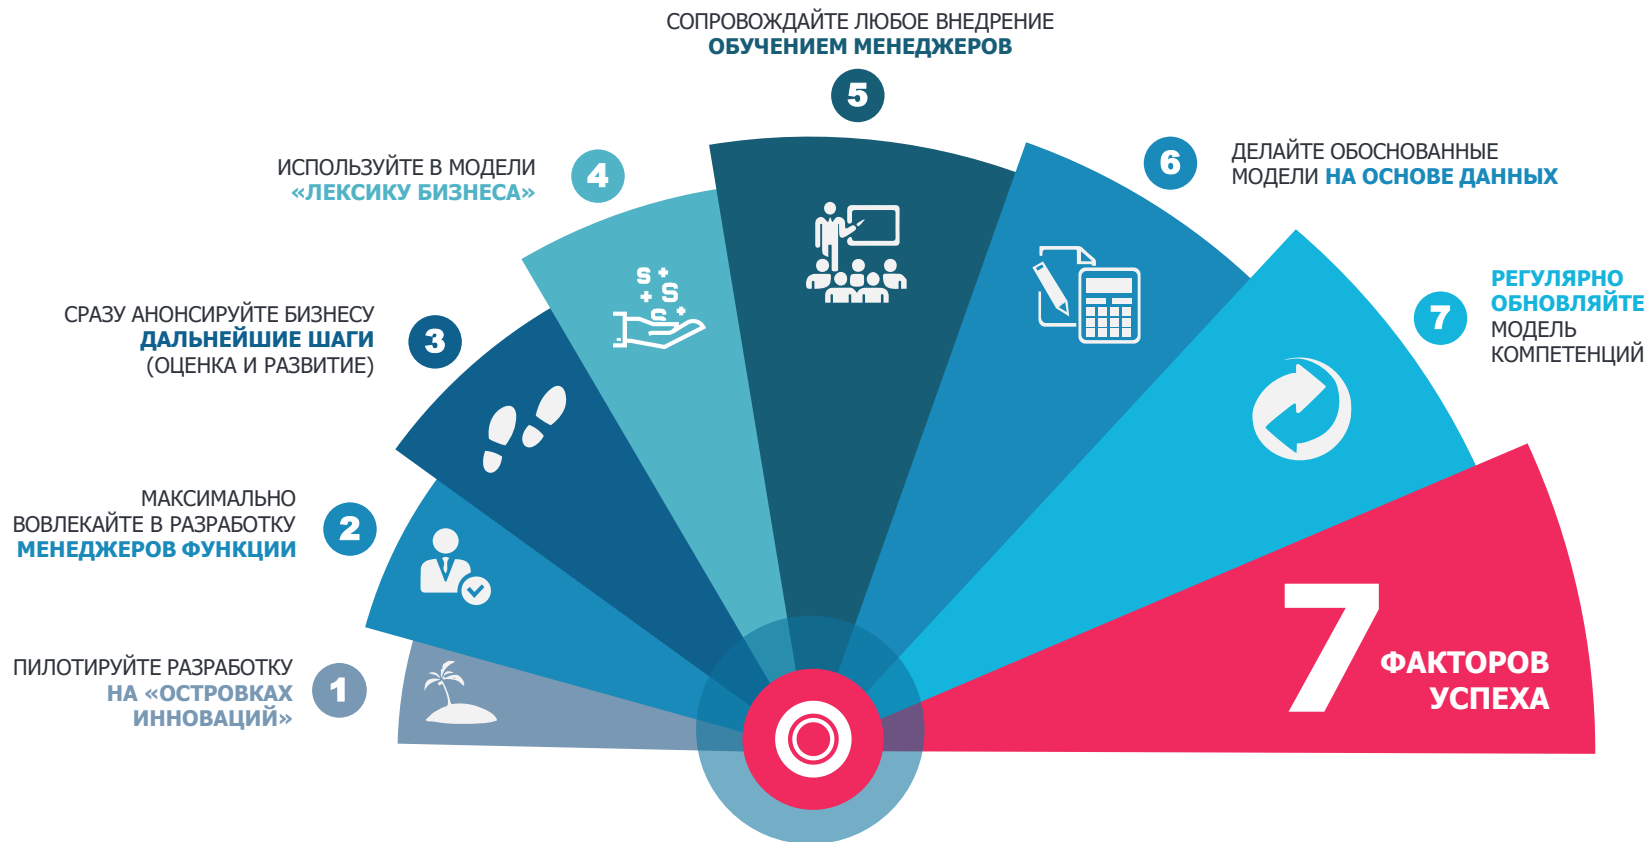 СОПРОВОЖДАЙТЕ ЛЮБОЕ ВНЕДРЕНИЕ
ОБУЧЕНИЕМ МЕНЕДЖЕРОВ
5
ИСПОЛЬЗУЙТЕ В МОДЕЛИ
«ЛЕКСИКУ БИЗНЕСА»
4
6
ДЕЛАЙТЕ ОБОСНОВАННЫЕ
МОДЕЛИ НА ОСНОВЕ ДАННЫХ
СРАЗУ АНОНСИРУЙТЕ БИЗНЕСУ
ДАЛЬНЕЙШИЕ ШАГИ
(ОЦЕНКА И РАЗВИТИЕ)
3
S +
+ S
S +
7
РЕГУЛЯРНО
ОБНОВЛЯЙТЕ
МОДЕЛЬ
КОМПЕТЕНЦИЙ
МАКСИМАЛЬНО
ВОВЛЕКАЙТЕ В РАЗРАБОТКУ
МЕНЕДЖЕРОВ ФУНКЦИИ
2
ПИЛОТИРУЙТЕ РАЗРАБОТКУ
НА «ОСТРОВКАХ
ИННОВАЦИЙ»
1
7
ФАКТОРОВ
УСПЕХА